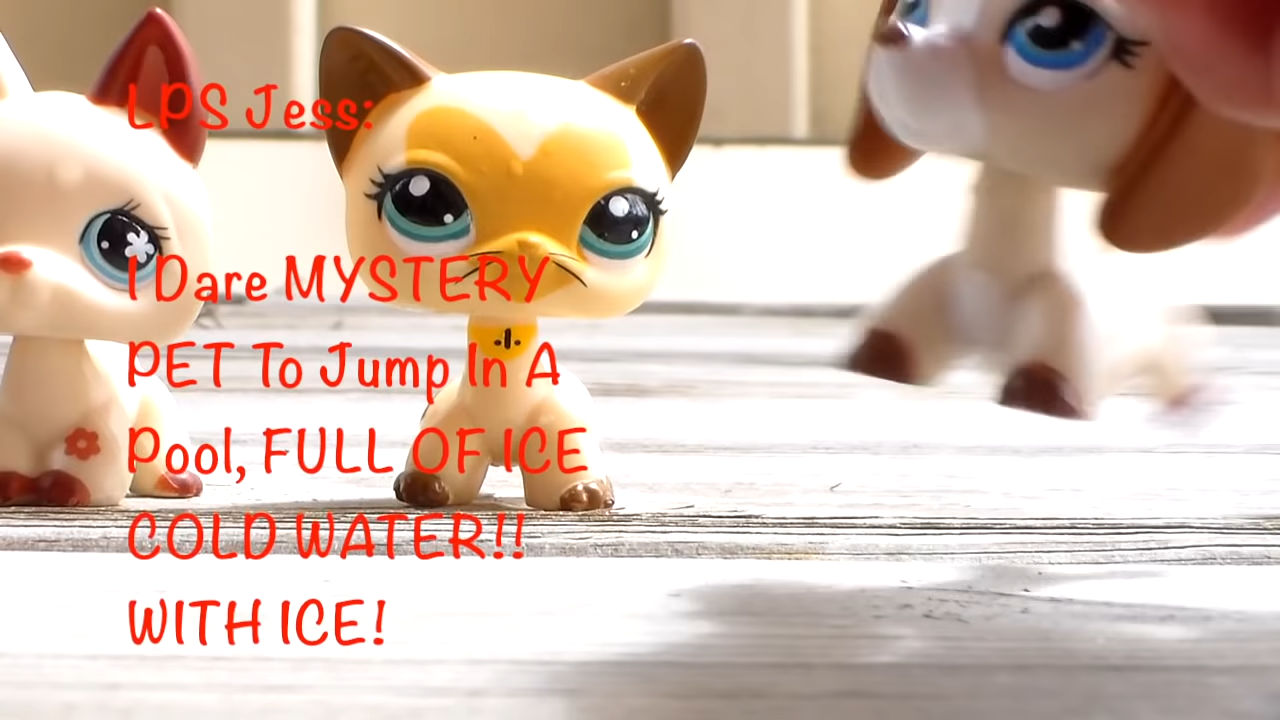 LPS Jess:
I Dare MYSTERY
PET To Jump In A
Pool, FULL OF ICE
COLD WATER!!
WITH ICE!